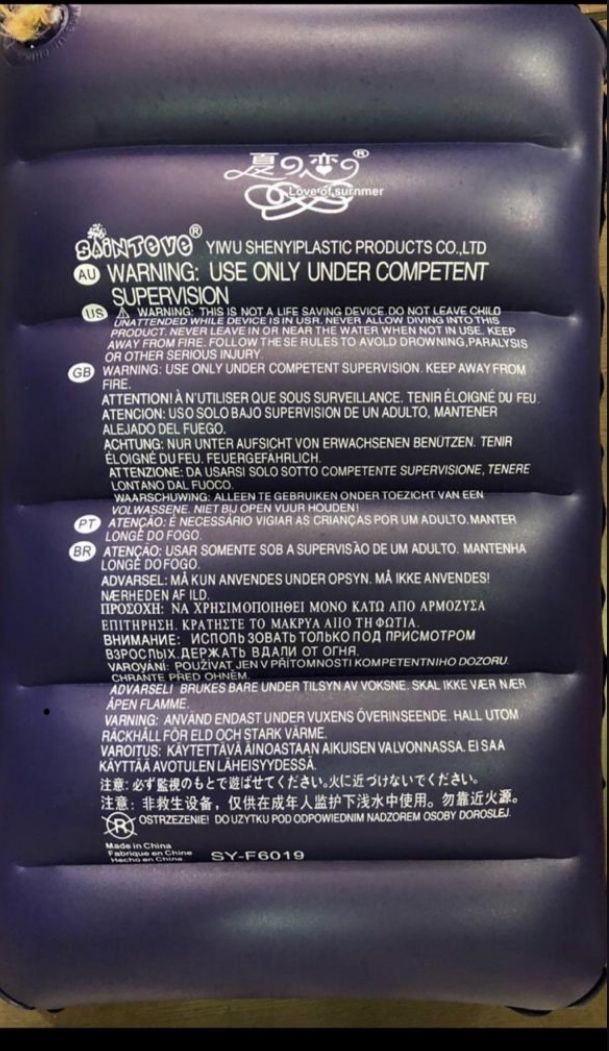 夏の恋®
Love of surnmer
SAiNTeve® YIWU SHENYIPLASTIC PRODUCTS CO.,LTD
AU WARNING: USE ONLY UNDER COMPETENT
SUPERVISION
US ⚠ WARNING: THIS IS NOT A LIFE SAVING DEVICE. DO NOT LEAVE CHILD
UNATTENDED WHILE DEVICE IS IN USR. NEVER ALLOW DIVING INTO THIS
PRODUCT. NEVER LEAVE IN OR NEAR THE WATER WHEN NOT IN USE. KEEP
AWAY FROM FIRE. FOLLOW THESE RULES TO AVOLD DROWNING,PARALYSIS
OR OTHER SERIOUS INJURY.
GB WARNING: USE ONLY UNDER COMPETENT SUPERVISION. KEEP AWAY FROM
FIRE.
ATTENTION! À N'UTILISER QUE SOUS SURVEILLANCE. TENIR ÉLOIGNÉ DU FEU.
ATENCION: USO SOLO BAJO SUPERVISION DE UN ADULTO, MANTENER
ALEJADO DEL FUEGO.
ACHTUNG: NUR UNTER AUFSICHT VON ERWACHSENEN BENÜTZEN. TENIR
ÉLOIGNÉ DU FEU. FEUERGEFAHRLICH.
ATTENZIONE: DA USARSI SOLO SOTTO COMPETENTE SUPERVISIONE, TENERE
LONTANO DAL FUOCO.
WAARSCHUWING: ALLEEN TE GEBRUIKEN ONDER TOEZICHT VAN EEN
VOLWASSENE. NIET BIJ OPEN VUUR HOUDEN!
PT ATENÇÃO: É NECESSÁRIO VIGIAR AS CRIANÇAS POR UM ADULTO. MANTER
LONGE DO FOGO.
BR ATENÇÃO: USAR SOMENTE SOB A SUPERVISÃO DE UM ADULTO. MANTENHA
LONGE DO FOGO.
ADVARSEL: MÅ KUN ANVENDES UNDER OPSYN. MÅ IKKE ANVENDES!
NÆRHEDEN AF ILD.
ΠΡΟΣΟΧΗ: ΝΑ ΧΡΗΣΙΜΟΠΟΙΗΘΕΙ ΜΟΝΟ ΚΑΤΩ ΑΠΟ ΑΡΜΟΖΥΣΑ
ΕΠΙΤΗΡΗΣΗ. ΚΡΑΤΗΣΤΕ ΤΟ ΜΑΚΡΥΑ ΑΠΟ ΤΗ ΦΩΤΙΑ.
ВНИМАНИЕ: ИСПОЛЬЗОВАТЬ ТОЛЬКО ПОД ПРИСМОТРОМ
ВЗРОСПЫХ. ДЕРЖАТЬ ВДАЛИ ОТ ОГНЯ.
VAROVÁNI: POUŽÍVAT JEN V PŘÍTOMNOSTI KOMPETENTNIHO DOZORU.
CHRANTE PŘED OHNĚM.
ADVARSELI BRUKES BARE UNDER TILSYN AV VOKSNE. SKAL IKKE VÆR NÆR
ÅPEN FLAMME.
VARNING: ANVÄND ENDAST UNDER VUXENS ÖVERINSEENDE. HALL UTOM
RÄCKHÅLL FÖR ELD OCH STARK VÄRME.
VAROITUS: KÄYTETTÄVÄ AINOASTAAN AIKUISEN VALVONNASSA. EI SAA
KÄYTTÄÄ AVOTULEN LÄHEISYYDESSÄ.
注意: 必ず監視のもとで遊ばせてください。火に近づけないでください。
注意: 非救生设备，仅供在成年人监护下浅水中使用。勿靠近火源。
R OSTRZEZENIE! DO UZYTKU POD ODPOWIEDNIM NADZOREM OSOBY DOROSLEJ.
Made in China
Fabrique en Chine
Hecho en China SY-F6019